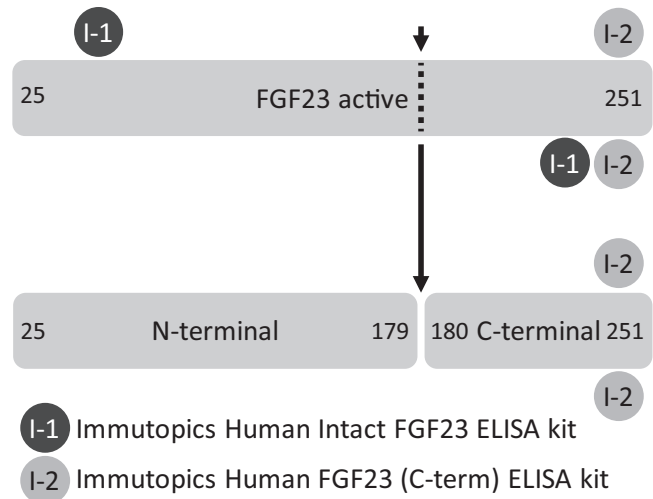 I-1 I-2
25 FGF23 active 251
I-1 I-2
I-2
25 N-terminal 179 180 C-terminal 251
I-2
I-1 Immutopics Human Intact FGF23 ELISA kit
I-2 Immutopics Human FGF23 (C-term) ELISA kit